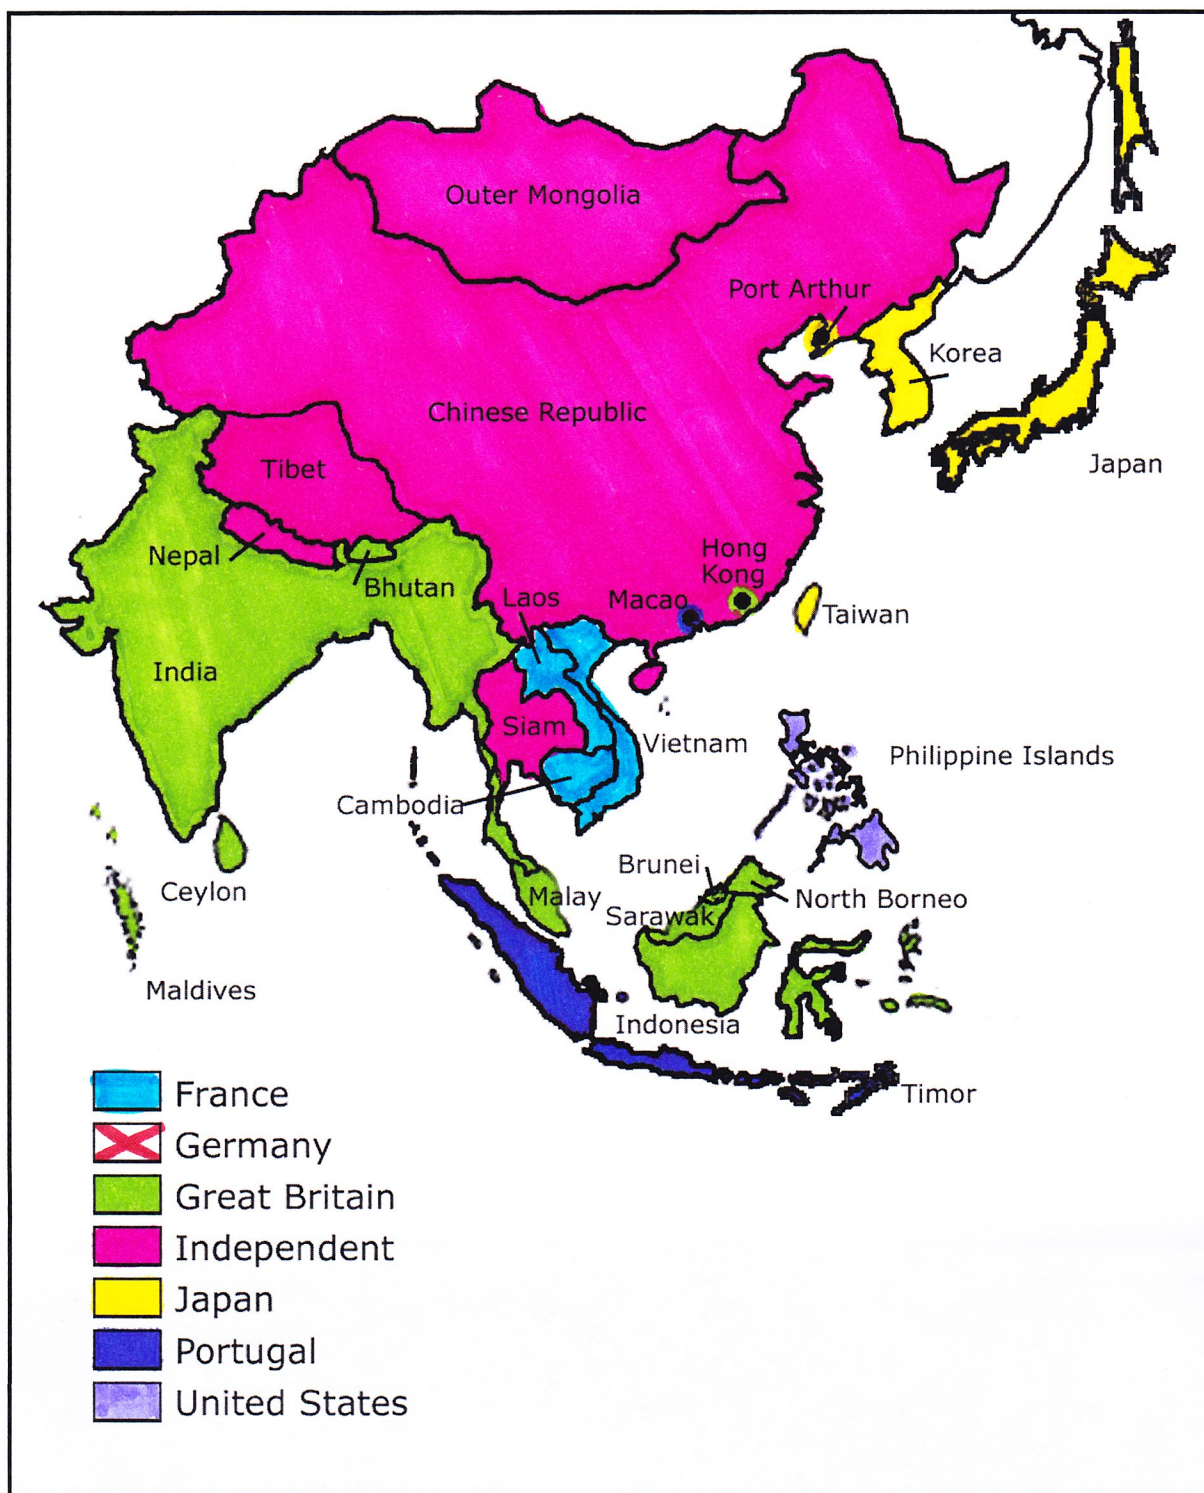 Outer Mongolia
Port Arthur
Korea
Chinese Republic
Japan
Tibet
Hong
Kong
Nepal
Bhutan
Laos
Macao
Taiwan
India
Siam
Vietnam
Philippine Islands
Cambodia
Brunei
Ceylon
Malay
North Borneo
Sarawak
Maldives
Indonesia
Timor
France
Germany
Great Britain
Independent
Japan
Portugal
United States